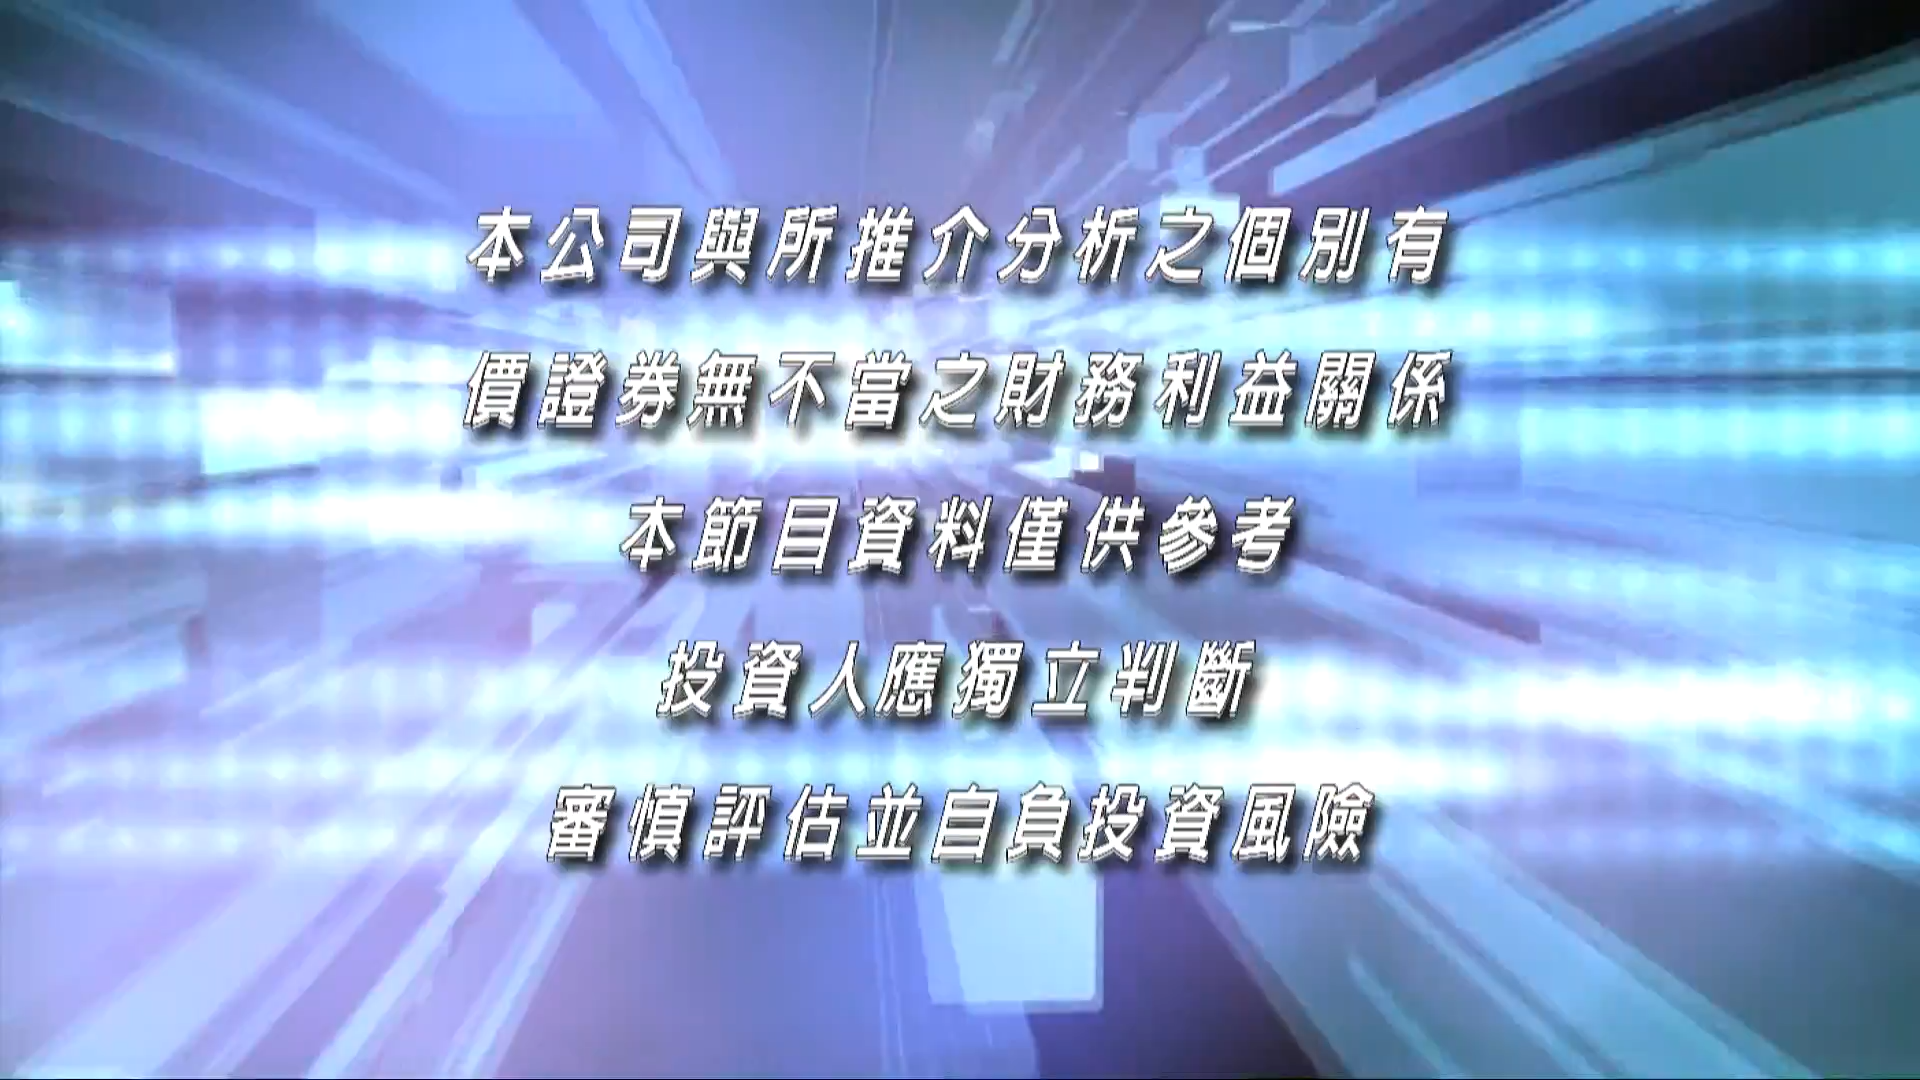 本公司與所推介分析之個別有
價證券無不當之財務利益關係
本節目資料僅供參考
投資人應獨立判斷
審慎評估並自負投資風險